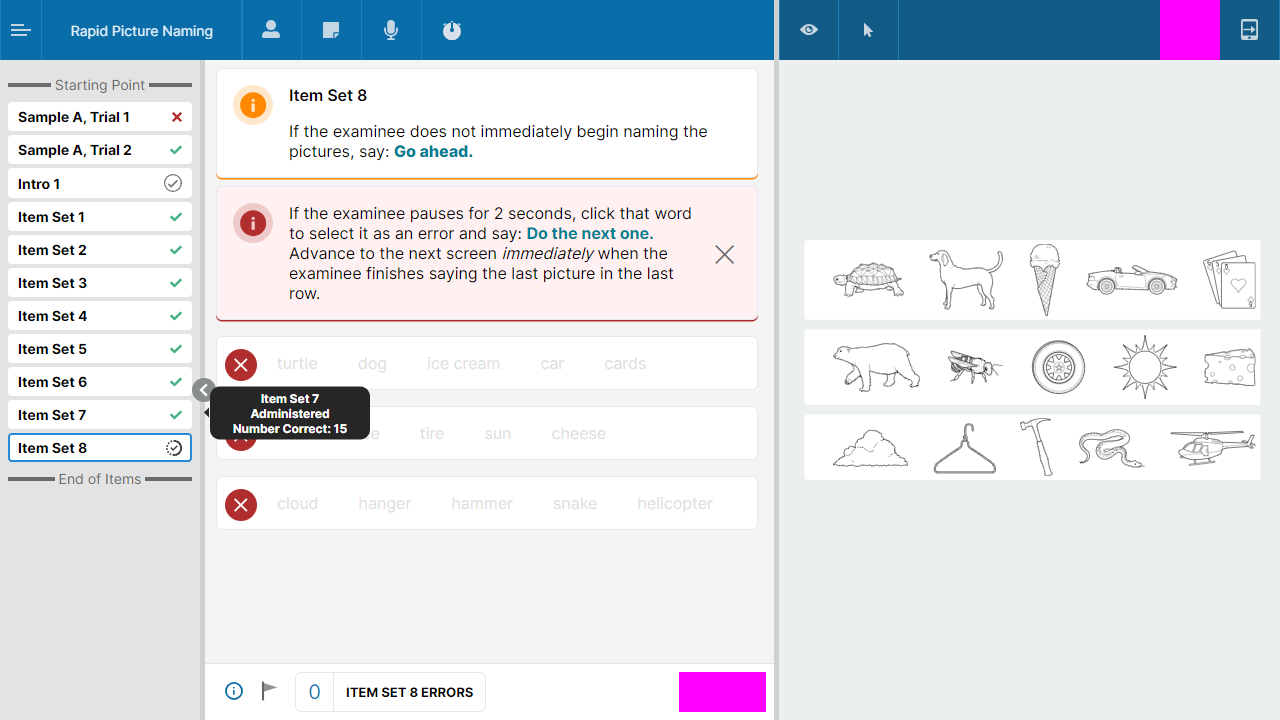 Rapid Picture Naming
Starting Point
Sample A, Trial 1
Sample A, Trial 2
Intro 1
Item Set 1
Item Set 2
Item Set 3
Item Set 4
Item Set 5
Item Set 6
Item Set 7
Item Set 8
End of Items
Item Set 8
If the examinee does not immediately begin naming the
pictures, say: Go ahead.
If the examinee pauses for 2 seconds, click that word
to select it as an error and say: Do the next one.
Advance to the next screen immediately when the
examinee finishes saying the last picture in the last
row.
turtle dog ice cream car cards
Item Set 7
Administered
Number Correct: 15
tire sun cheese
cloud hanger hammer snake helicopter
0 ITEM SET 8 ERRORS